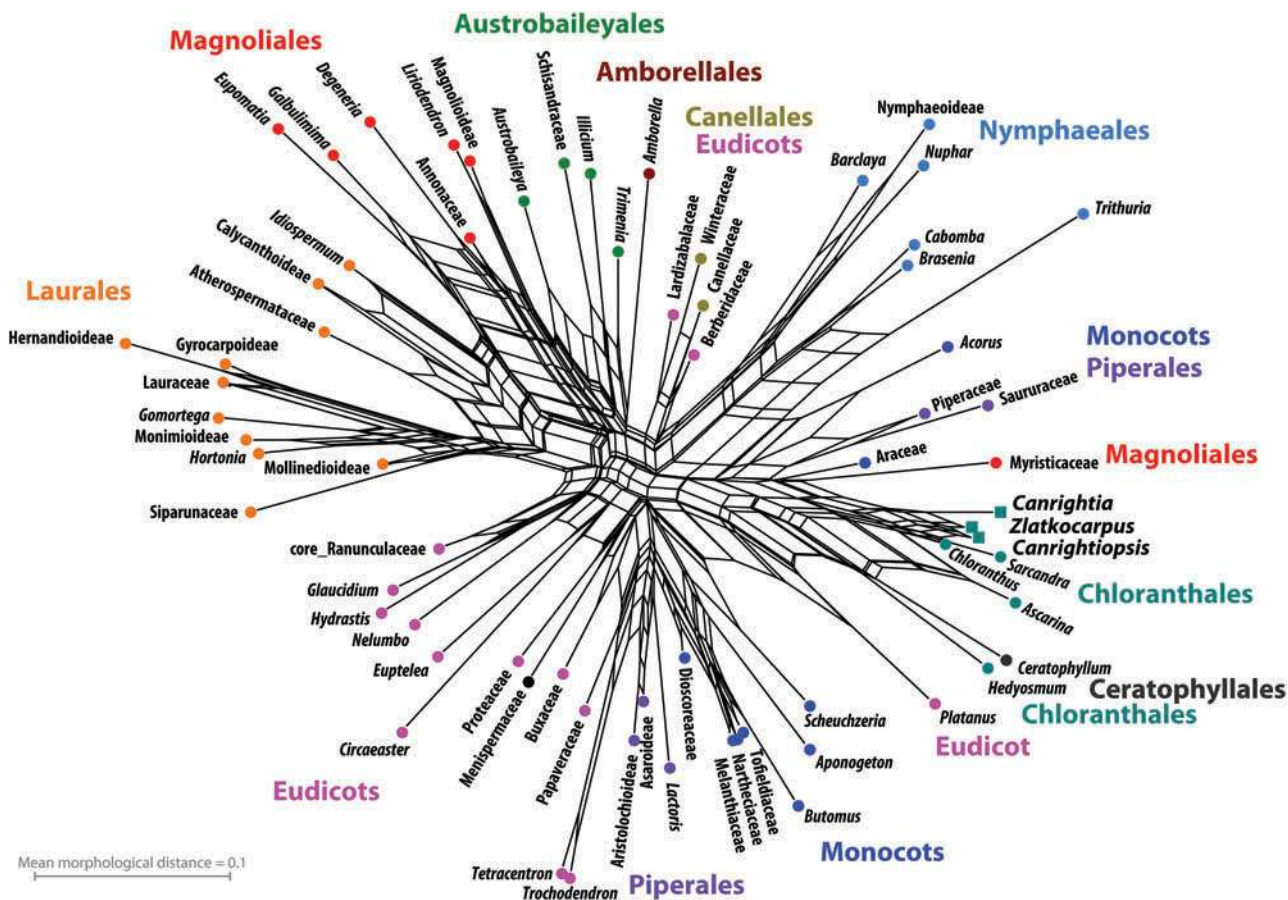 Austrobaileyales
Magnoliales
Amborellales
Canellales
Eudicots
Nymphaeales
Eupomatia
Galbulimima
Degeneria
Liriodendron
Magnolioideae
Annonaceae
Austrobaileya
Schisandraceae
Illicium
Trimenia
Amborella
Lardizabalaceae
Winteraceae
Canellaceae
Berberidaceae
Barclaya
Nymphaeoideae
Nuphar
Trithuria
Cabomba
Brasenia
Idiospermum
Calycanthoideae
Atherospermataceae
Laurales
Hernandioideae
Gyrocarpoideae
Lauraceae
Gomortega
Monimioideae
Hortonia
Mollinedioideae
Siparunaceae
Monocots
Piperales
Acorus
Piperaceae
Saururaceae
Araceae
Myristicaceae
Magnoliales
Canrightia
Zlatkocarpus
Canrightiopsis
Chloranthus
Sarcandra
Chloranthales
Ascarina
Ceratophyllum
Hedyosmum
Ceratophyllales
Chloranthales
Platanus
Eudicot
core_Ranunculaceae
Glaucidium
Hydrastis
Nelumbo
Euptelea
Circaeaster
Proteaceae
Menispermaceae
Buxaceae
Papaveraceae
Eudicots
Tetracentron
Trochodendron
Aristolochioideae
Asaroideae
Lactoris
Piperales
Dioscoreaceae
Melanthiaceae
Nartheciaceae
Tofieldiaceae
Scheuchzeria
Aponogeton
Butomus
Monocots
Mean morphological distance = 0.1